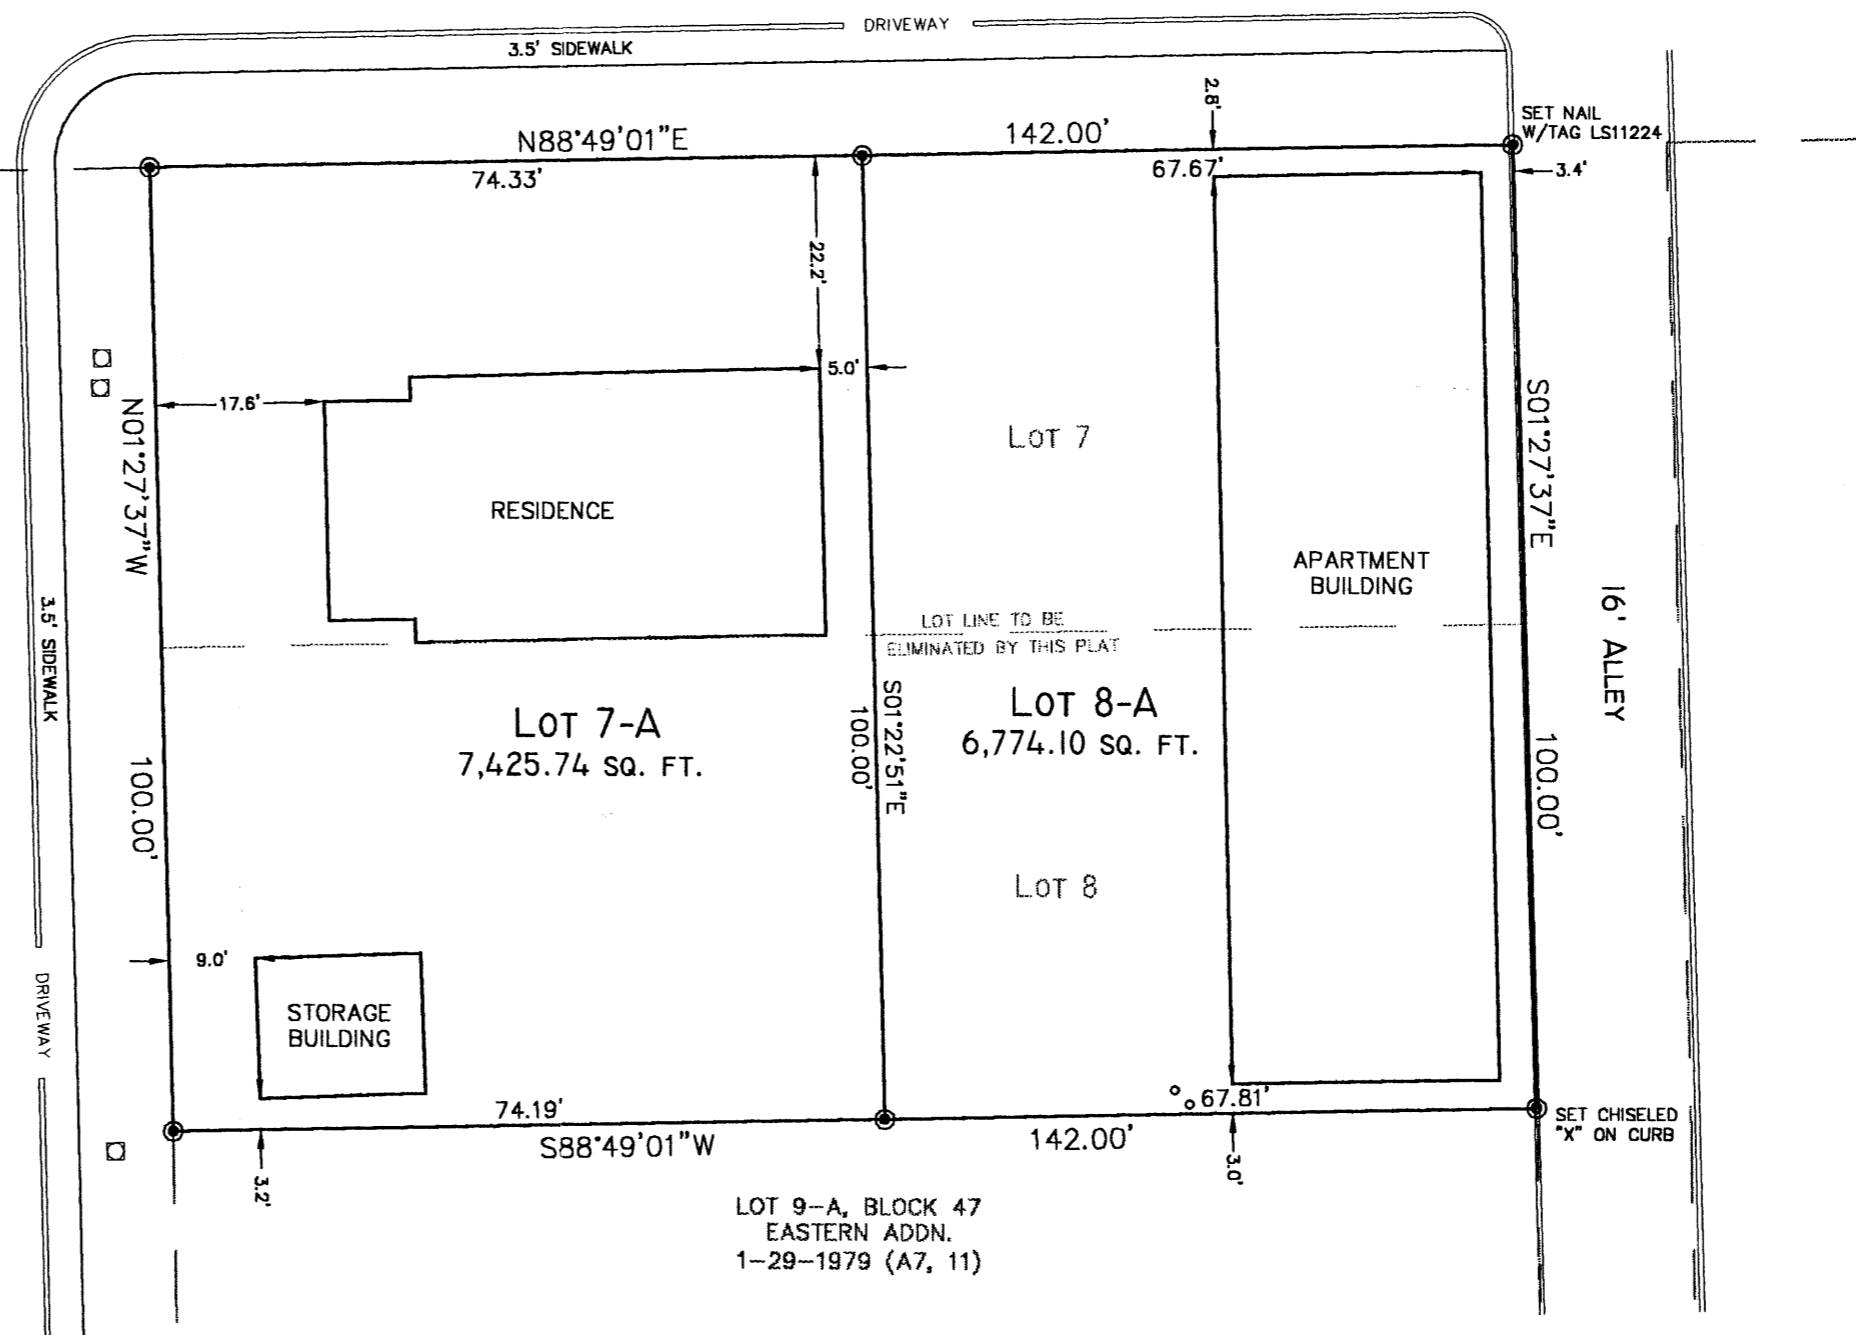 DRIVEWAY
3.5' SIDEWALK
2.8'
SET NAIL
W/TAG LS11224
N88°49'01"E
142.00'
74.33'
67.67'
3.4'
22.2'
5.0'
17.6'
N01°27'37"W
100.00'
LOT 7
S01°27'37"E
100.00'
RESIDENCE
APARTMENT
BUILDING
LOT LINE TO BE
ELIMINATED BY THIS PLAT
3.5' SIDEWALK
16' ALLEY
LOT 7-A
7,425.74 SQ. FT.
S01°22'51"E
100.00'
LOT 8-A
6,774.10 SQ. FT.
LOT 8
9.0'
DRIVEWAY
STORAGE
BUILDING
74.19'
67.81'
S88°49'01"W
142.00'
SET CHISELED
"X" ON CURB
3.2'
3.0'
LOT 9-A, BLOCK 47
EASTERN ADDN.
1-29-1979 (A7, 11)